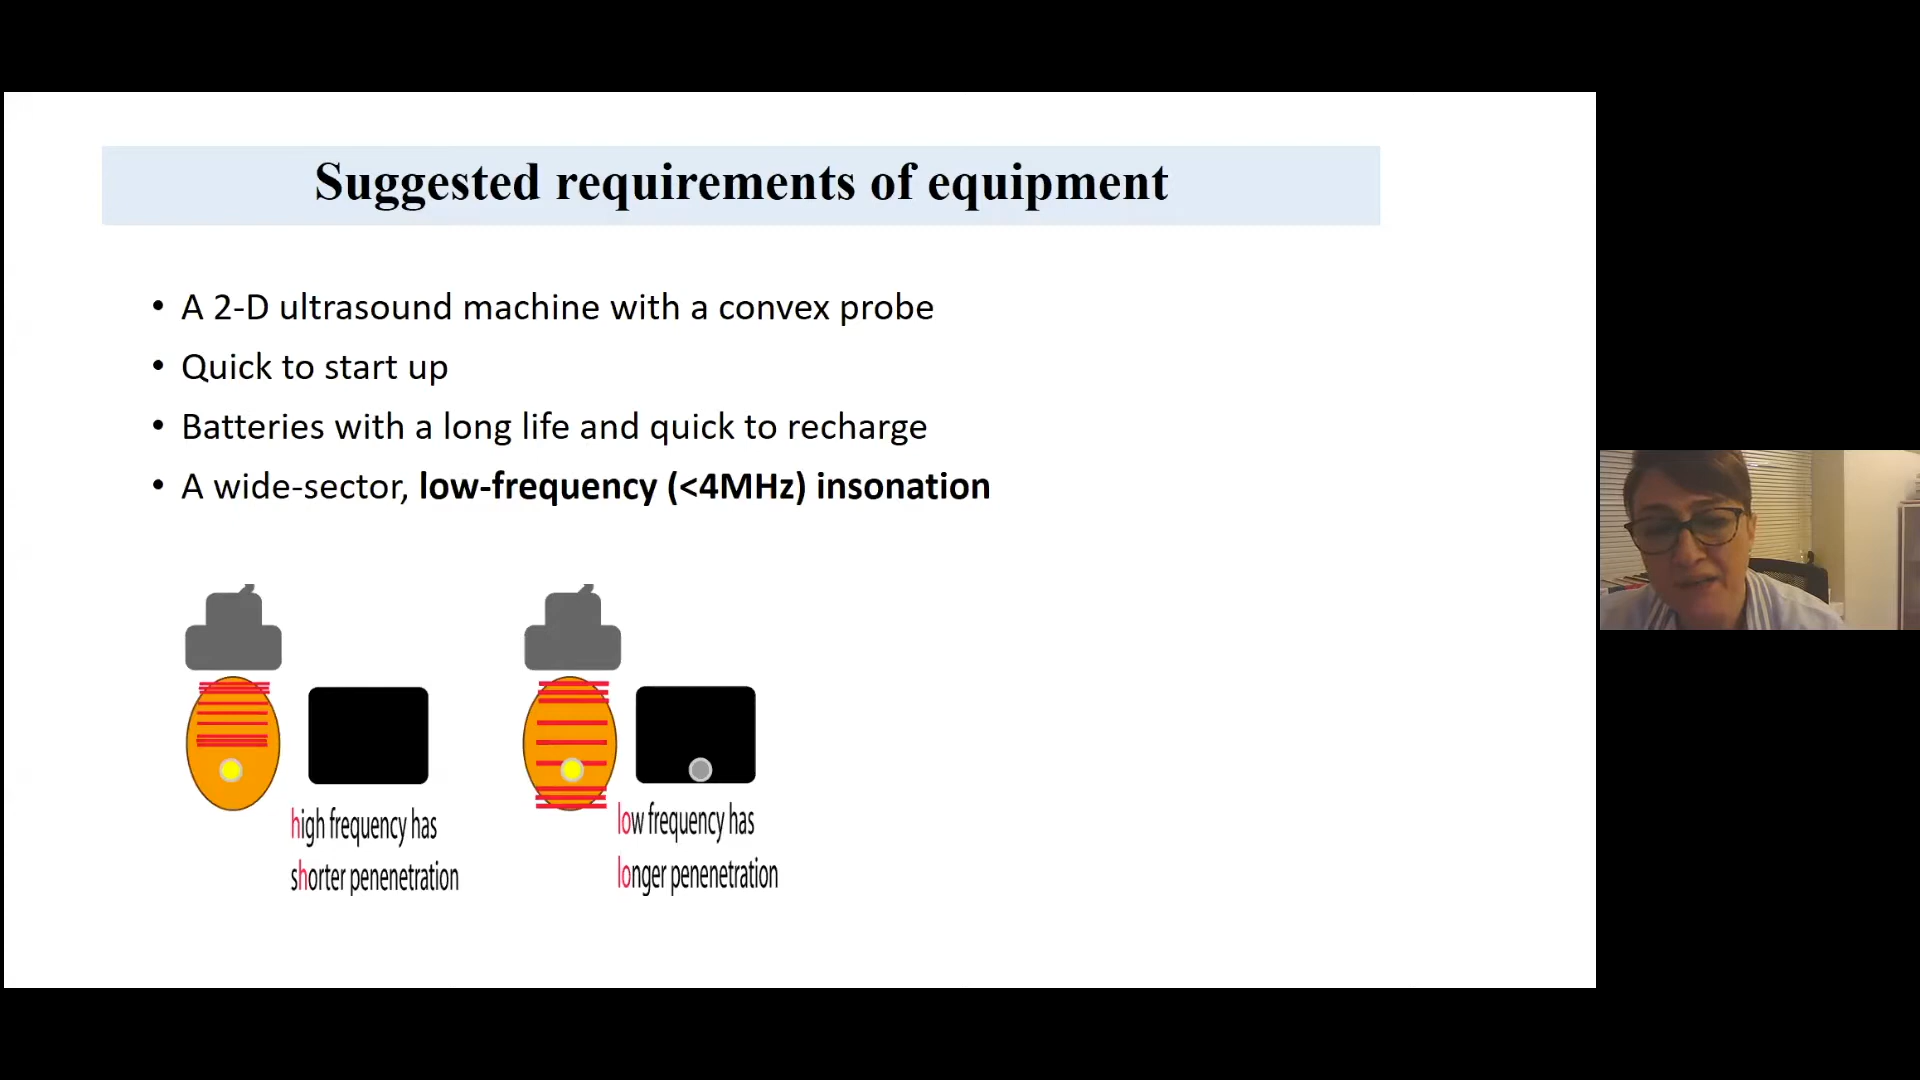 Suggested requirements of equipment
• A 2-D ultrasound machine with a convex probe
• Quick to start up
• Batteries with a long life and quick to recharge
• A wide-sector, low-frequency (<4MHz) insonation
high frequency has
shorter penenetration
low frequency has
longer penenetration